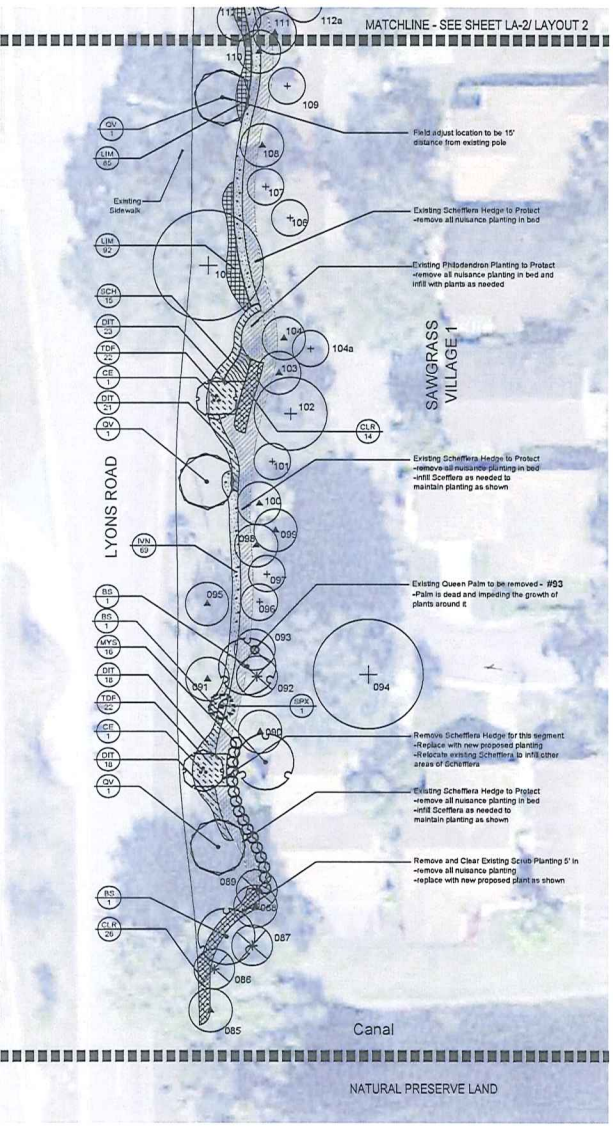 112
111
112a
MATCHLINE - SEE SHEET LA-2/ LAYOUT 2
110
109
QV
1
Field adjust location to be 15'
distance from existing pole
LIM
85
108
107
Existing
Sidewalk
106
Existing Schefflera Hedge to Protect
-remove all nuisance planting in bed
LIM
92
10
Existing Philodendron Planting to Protect
-remove all nuisance planting in bed and
infill with plants as needed
SCH
15
DIT
23
104
104a
TDF
22
103
CE
1
102
DIT
21
CLR
14
QV
1
SAWGRASS
VILLAGE 1
101
Existing Schefflera Hedge to Protect
-remove all nuisance planting in bed
-infill Scefflera as needed to
maintain planting as shown
LYONS ROAD
100
099
098
IVN
69
097
Existing Queen Palm to be removed - #93
-Palm is dead and impeding the growth of
plants around it
BS
1
095
096
BS
1
093
MYS
16
091
092
094
DIT
18
SPX
1
TDF
22
090
Remove Schefflera Hedge for this segment
-Replace with new proposed planting
-Relocate existing Schefflera to infill other
areas of Schefflera
CE
1
DIT
18
QV
1
Existing Schefflera Hedge to Protect
-remove all nuisance planting in bed
-infill Scefflera as needed to
maintain planting as shown
Remove and Clear Existing Scrub Planting 5' in
-remove all nuisance planting
-replace with new proposed plant as shown
089
088
BS
1
CLR
26
087
086
085
Canal
NATURAL PRESERVE LAND